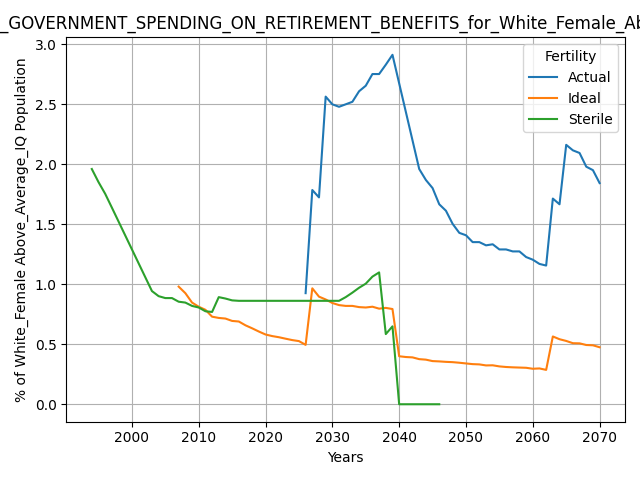 _GOVERNMENT_SPENDING_ON_RETIREMENT_BENEFITS_for_White_Female_Ab
% of White_Female Above_Average_IQ Population
3.0
2.5
2.0
1.5
1.0
0.5
0.0
Fertility
Actual
Ideal
Sterile
2000 2010 2020 2030 2040 2050 2060 2070
Years